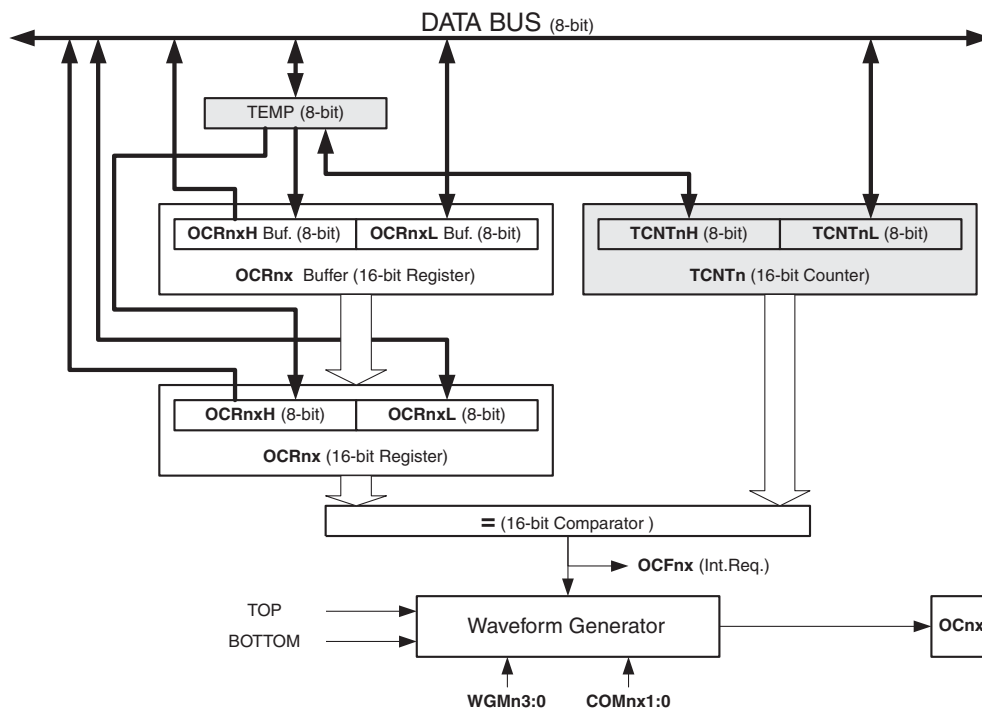 DATA BUS (8-bit)
TEMP (8-bit)
OCRnxH Buf. (8-bit)
OCRnxL Buf. (8-bit)
OCRnx Buffer (16-bit Register)
TCNTnH (8-bit)
TCNTnL (8-bit)
TCNTn (16-bit Counter)
OCRnxH (8-bit)
OCRnxL (8-bit)
OCRnx (16-bit Register)
= (16-bit Comparator )
OCFnx (Int.Req.)
TOP
BOTTOM
Waveform Generator
OCnx
WGMn3:0
COMnx1:0